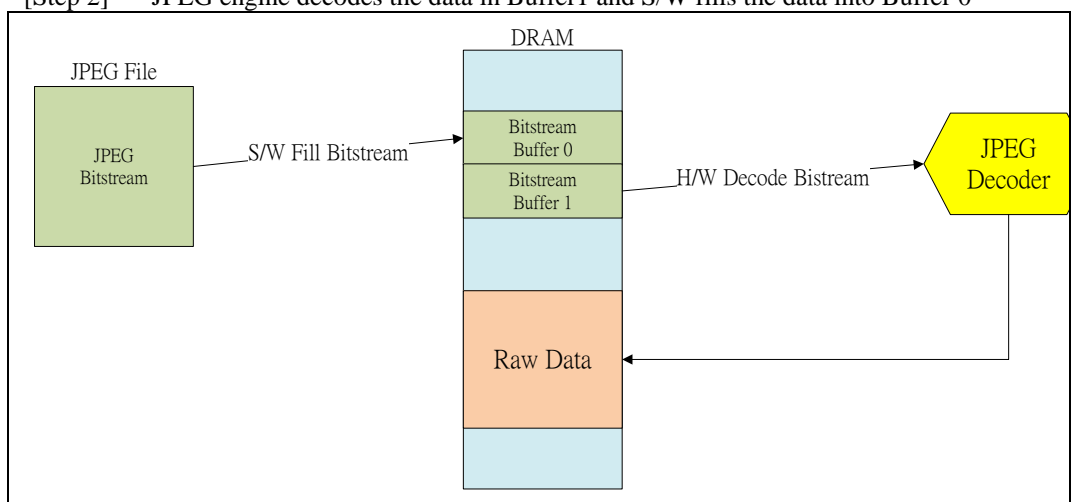 [Step 2] JPEG engine decodes the data in Buffer1 and S/W fills the data into Buffer 0
DRAM
JPEG File
JPEG
Bitstream
S/W Fill Bitstream
Bitstream
Buffer 0
Bitstream
Buffer 1
H/W Decode Bistream
JPEG
Decoder
Raw Data